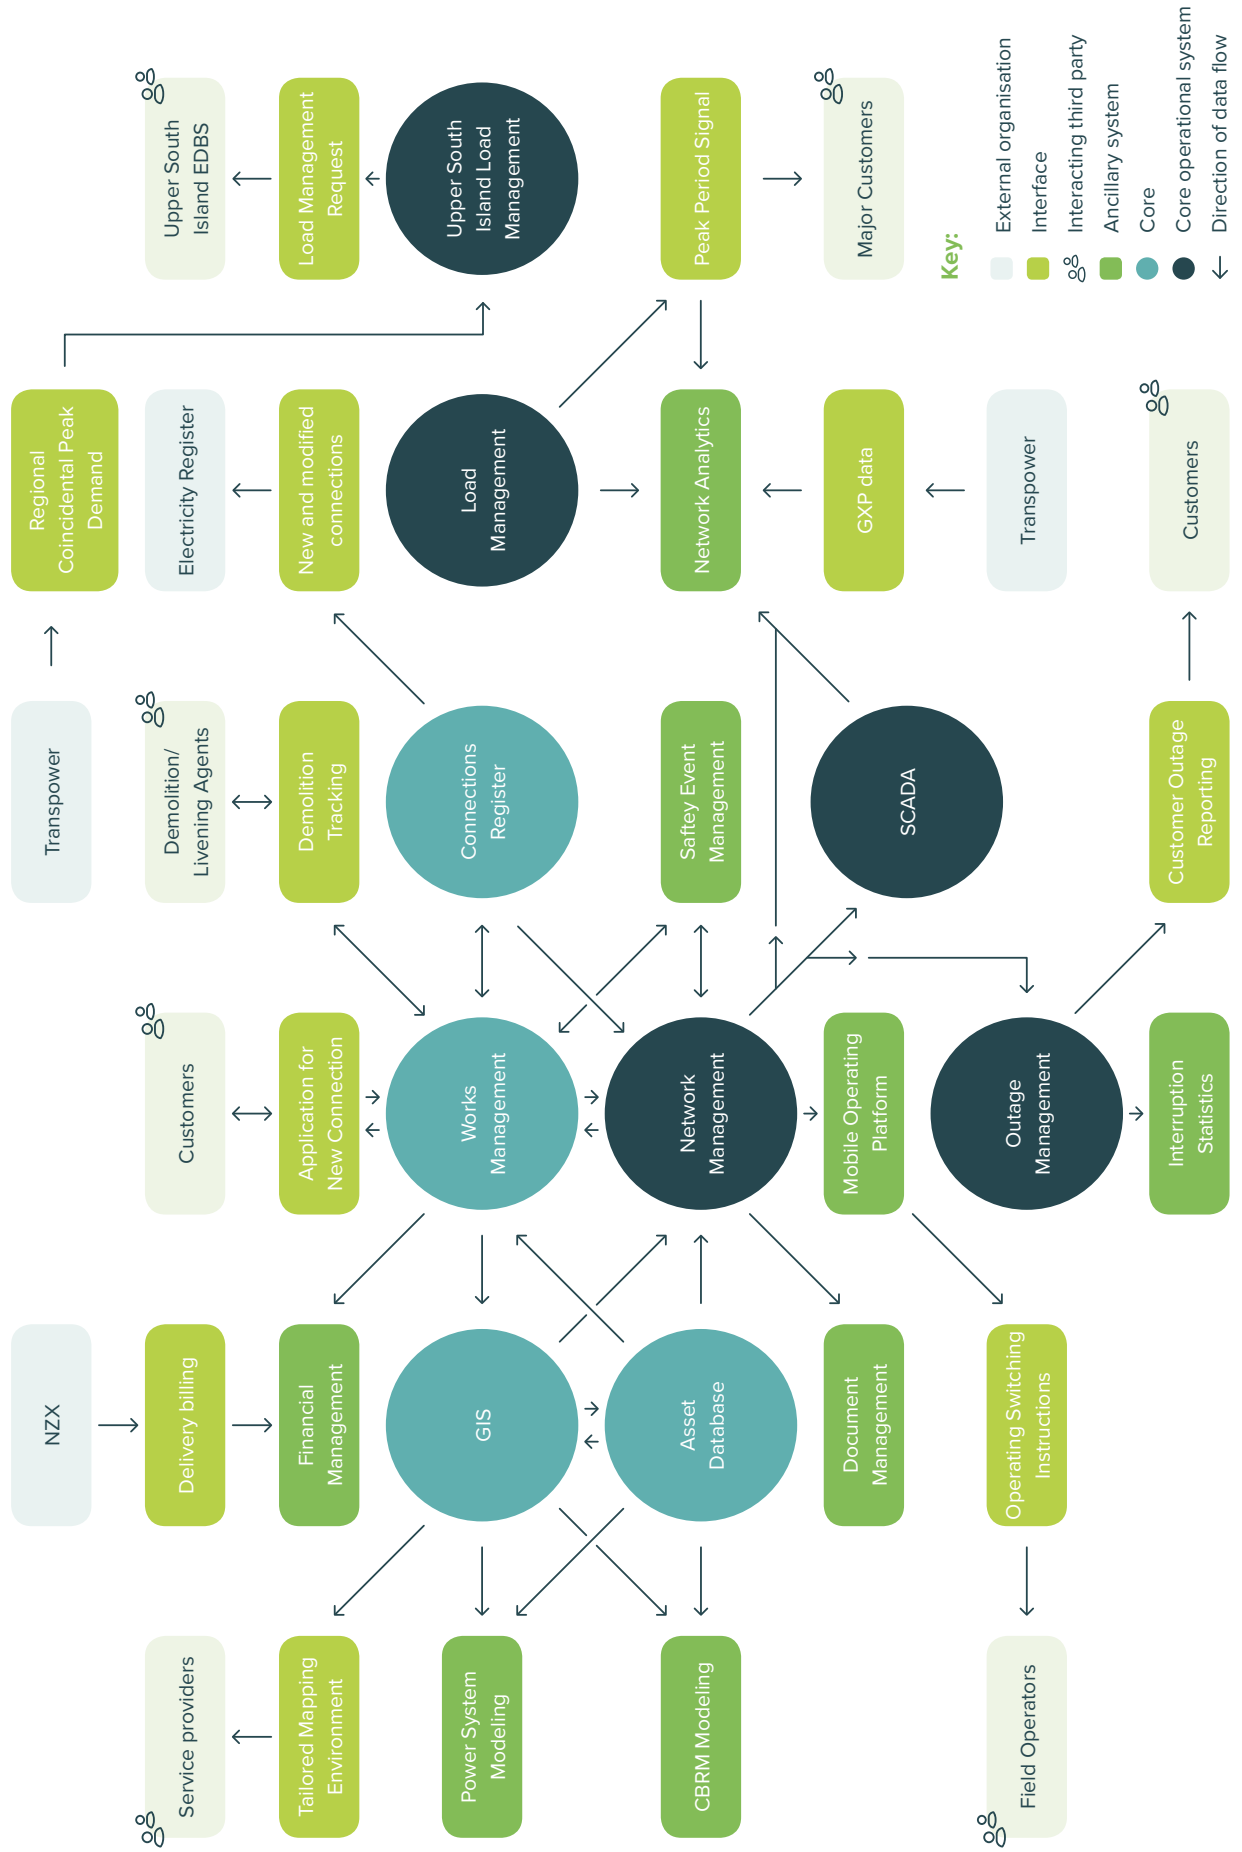 NZX
Transpower
Regional
Coincidental Peak
Demand
Service providers
Delivery billing
Customers
Demolition/
Livening Agents
Electricity Register
Upper South
Island EDBS
Tailored Mapping
Environment
Financial
Management
Application for
New Connection
Demolition
Tracking
New and modified
connections
Load Management
Request
Power System
Modeling
GIS
Works
Management
Connections
Register
Load
Management
Upper South
Island Load
Management
CBRM Modeling
Asset
Database
Network
Management
Saftey Event
Management
Network Analytics
Peak Period Signal
Document
Management
Mobile Operating
Platform
SCADA
GXP data
Major Customers
Field Operators
Operating Switching
Instructions
Outage
Management
Transpower
Interruption
Statistics
Customer Outage
Reporting
Customers
Key:
External organisation
Interface
Interacting third party
Ancillary system
Core
Core operational system
Direction of data flow